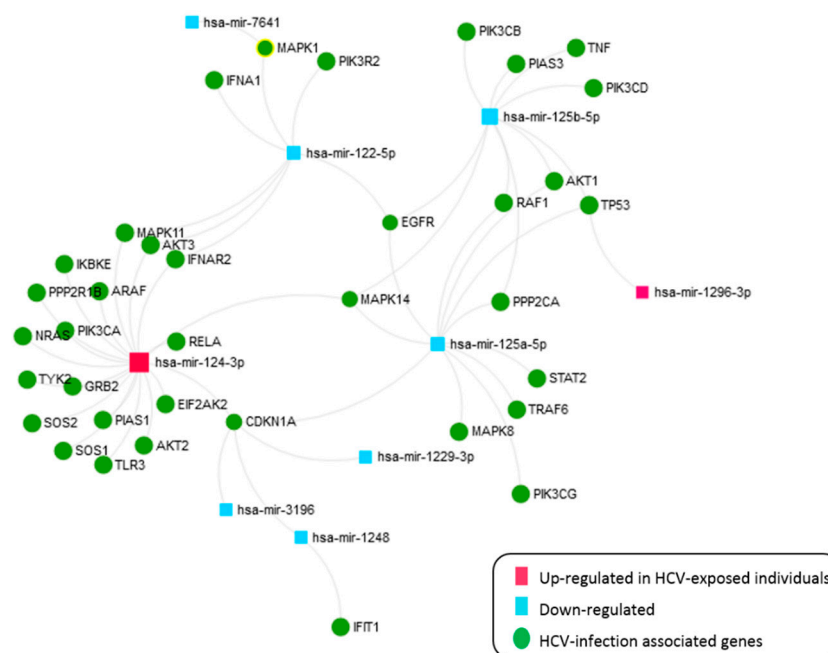 hsa-mir-7641
MAPK1
PIK3R2
IFNA1
PIK3CB
TNF
PIAS3
PIK3CD
hsa-mir-125b-5p
hsa-mir-122-5p
AKT1
RAF1
TP53
EGFR
MAPK11
AKT3
IFNAR2
IKBKE
PPP2R1B
ARAF
MAPK14
PPP2CA
hsa-mir-1296-3p
NRAS
PIK3CA
RELA
hsa-mir-125a-5p
hsa-mir-124-3p
TYK2
GRB2
STAT2
EIF2AK2
TRAF6
SOS2
PIAS1
CDKN1A
MAPK8
SOS1
AKT2
TLR3
hsa-mir-1229-3p
PIK3CG
hsa-mir-3196
hsa-mir-1248
IFIT1
Up-regulated in HCV-exposed individuals
Down-regulated
HCV-infection associated genes